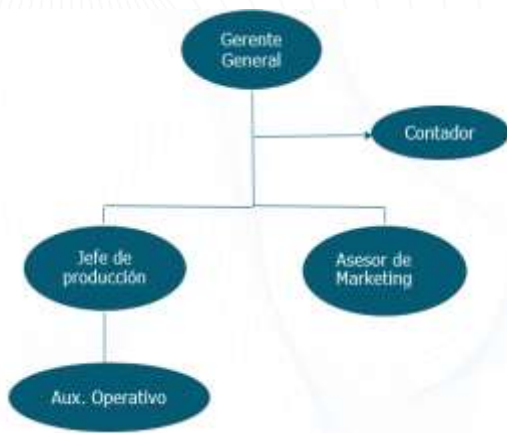 Gerente
General
Contador
Jefe de
producción
Asesor de
Marketing
Aux. Operativo